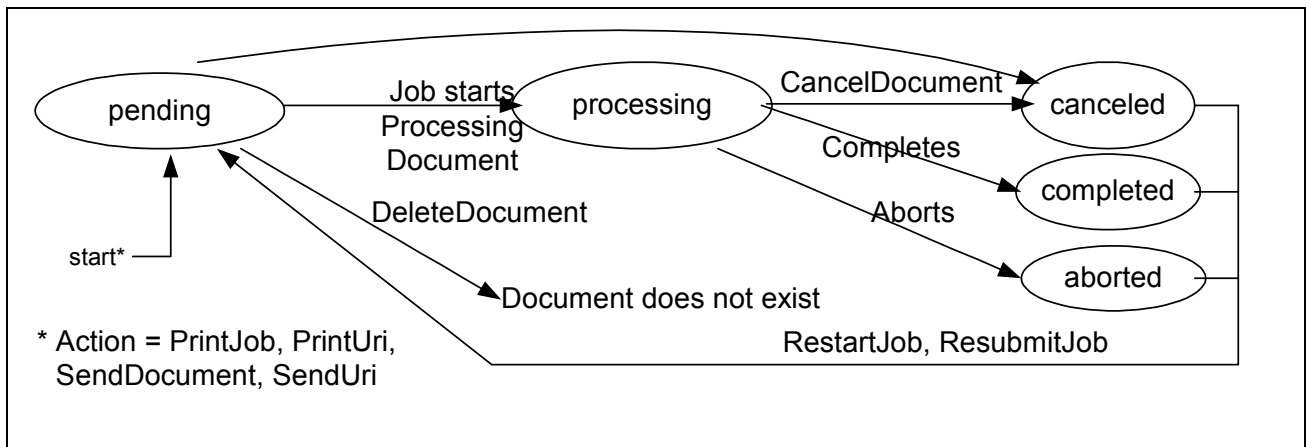 pending
Job starts
Processing
Document
processing
CancelDocument
canceled
Completes
completed
DeleteDocument
Aborts
aborted
start*
Document does not exist
* Action = PrintJob, PrintUri,
SendDocument, SendUri
RestartJob, ResubmitJob